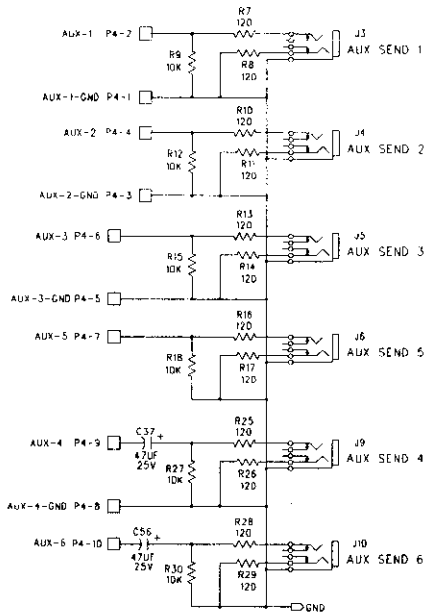 R7
120
AUX-1 P4-2
J3
AUX SEND 1
R9
10K
R8
120
AUX-1-GND P4-1
R10
120
AUX-2 P4-4
J4
AUX SEND 2
R12
10K
R11
120
AUX-2-GND P4-3
R13
120
AUX-3 P4-6
J5
AUX SEND 3
R15
10K
R14
120
AUX-3-GND P4-5
R16
120
AUX-5 P4-7
J6
AUX SEND 5
R18
10K
R17
120
C37
+
R25
120
AUX-4 P4-9
J9
AUX SEND 4
47UF
25V
R27
10K
R26
120
AUX-4-GND P4-8
C56
+
R28
120
AUX-6 P4-10
J10
AUX SEND 6
47UF
25V
R30
10K
R29
120
GND